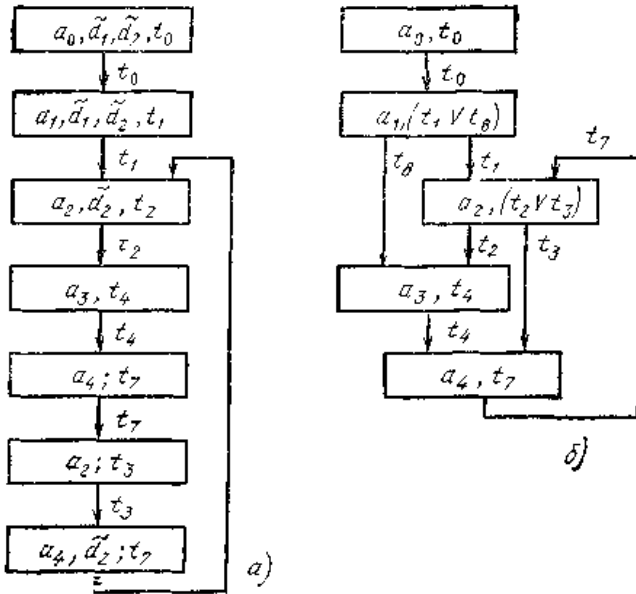 a₀, d̃₁, d̃₂, t₀
t₀
a₁, d̃₁, d̃₂, t₁
t₁
a₂, d̃₂, t₂
τ₂
a₃, t₄
t₄
a₄; t₇
t₇
a₂; t₃
t₃
a₄, d̃₂; t₇
а)
a₀, t₀
t₀
a₁, (t₁ V t₈)
t₈
t₁
t₇
a₂, (t₂ V t₃)
t₂
t₃
a₃, t₄
t₄
a₄, t₇
б)